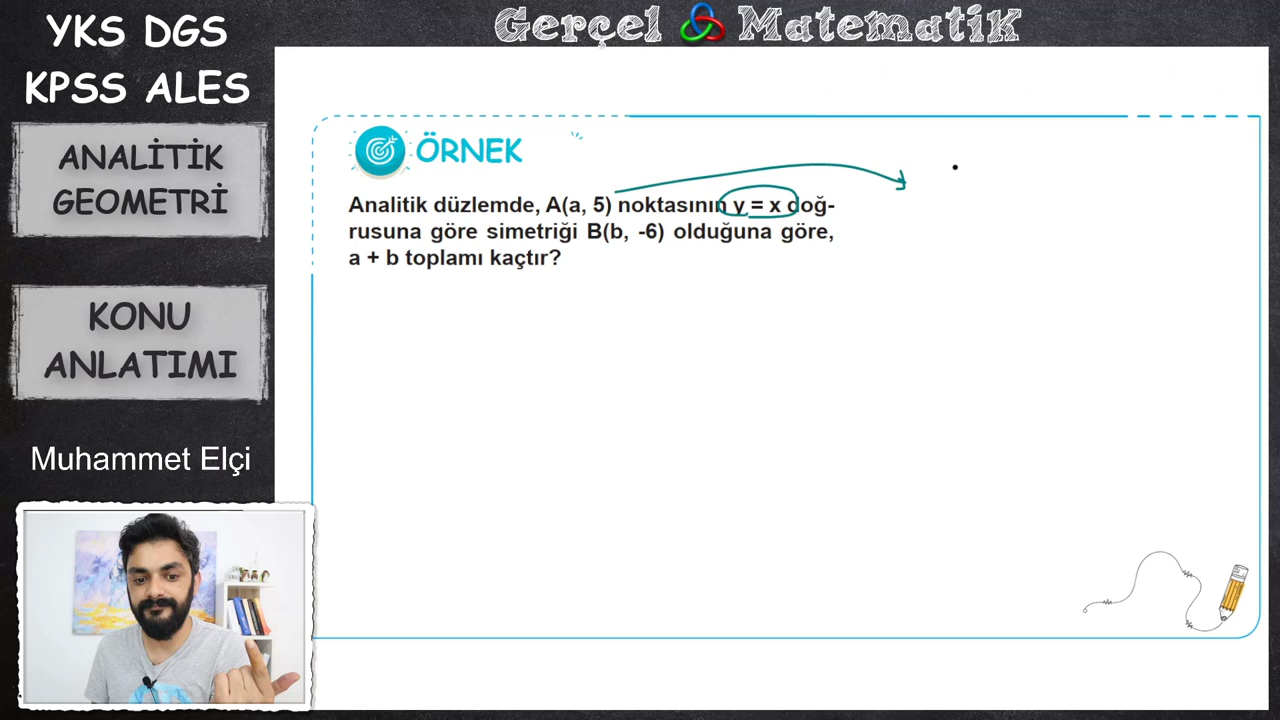 YKS DGS
KPSS ALES
ANALİTİK
GEOMETRİ
KONU
ANLATIMI
Muhammet Elçi
Gerçel Matematik
ÖRNEK
Analitik düzlemde, A(a, 5) noktasının y = x doğ-
rusuna göre simetriği B(b, -6) olduğuna göre,
a + b toplamı kaçtır?